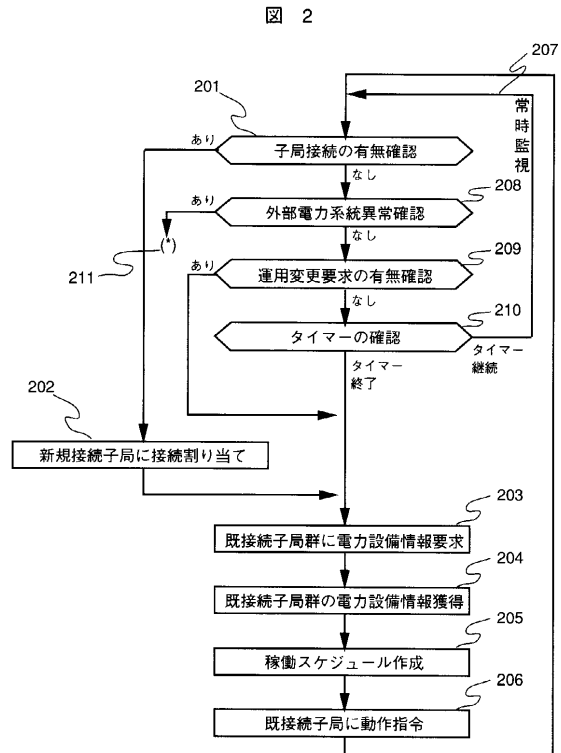 図 2
207
常時監視
201
あり
子局接続の有無確認
なし
208
あり
外部電力系統異常確認
(*)
なし
211
209
あり
運用変更要求の有無確認
なし
210
タイマーの確認
タイマー
継続
タイマー
終了
202
新規接続子局に接続割り当て
203
既接続子局群に電力設備情報要求
204
既接続子局群の電力設備情報獲得
205
稼働スケジュール作成
206
既接続子局に動作指令